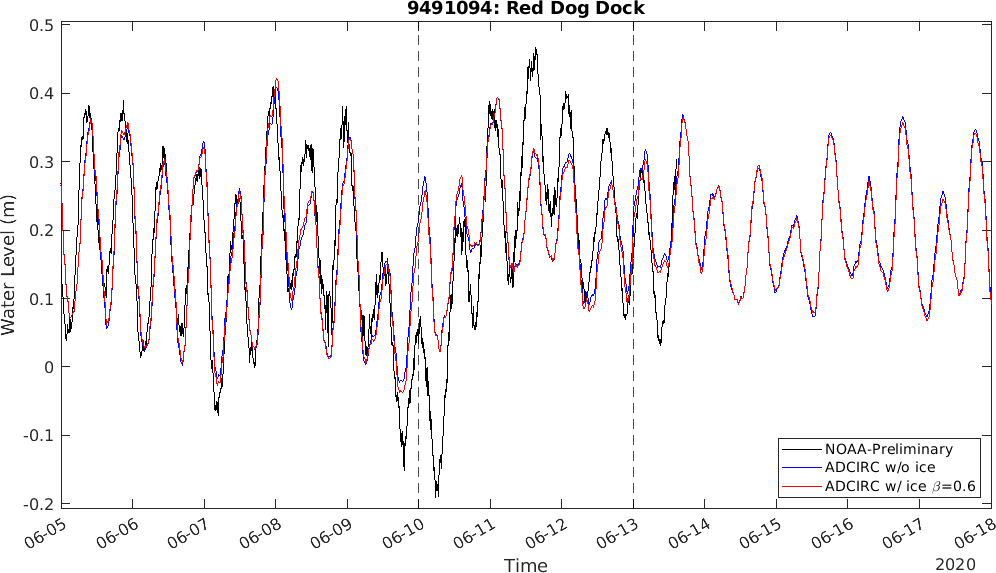 9491094: Red Dog Dock
Water Level (m)
0.5
0.4
0.3
0.2
0.1
0
-0.1
-0.2
NOAA-Preliminary
ADCIRC w/o ice
ADCIRC w/ ice β=0.6
06-05 06-06 06-07 06-08 06-09 06-10 06-11 06-12 06-13 06-14 06-15 06-16 06-17 06-18
Time
2020